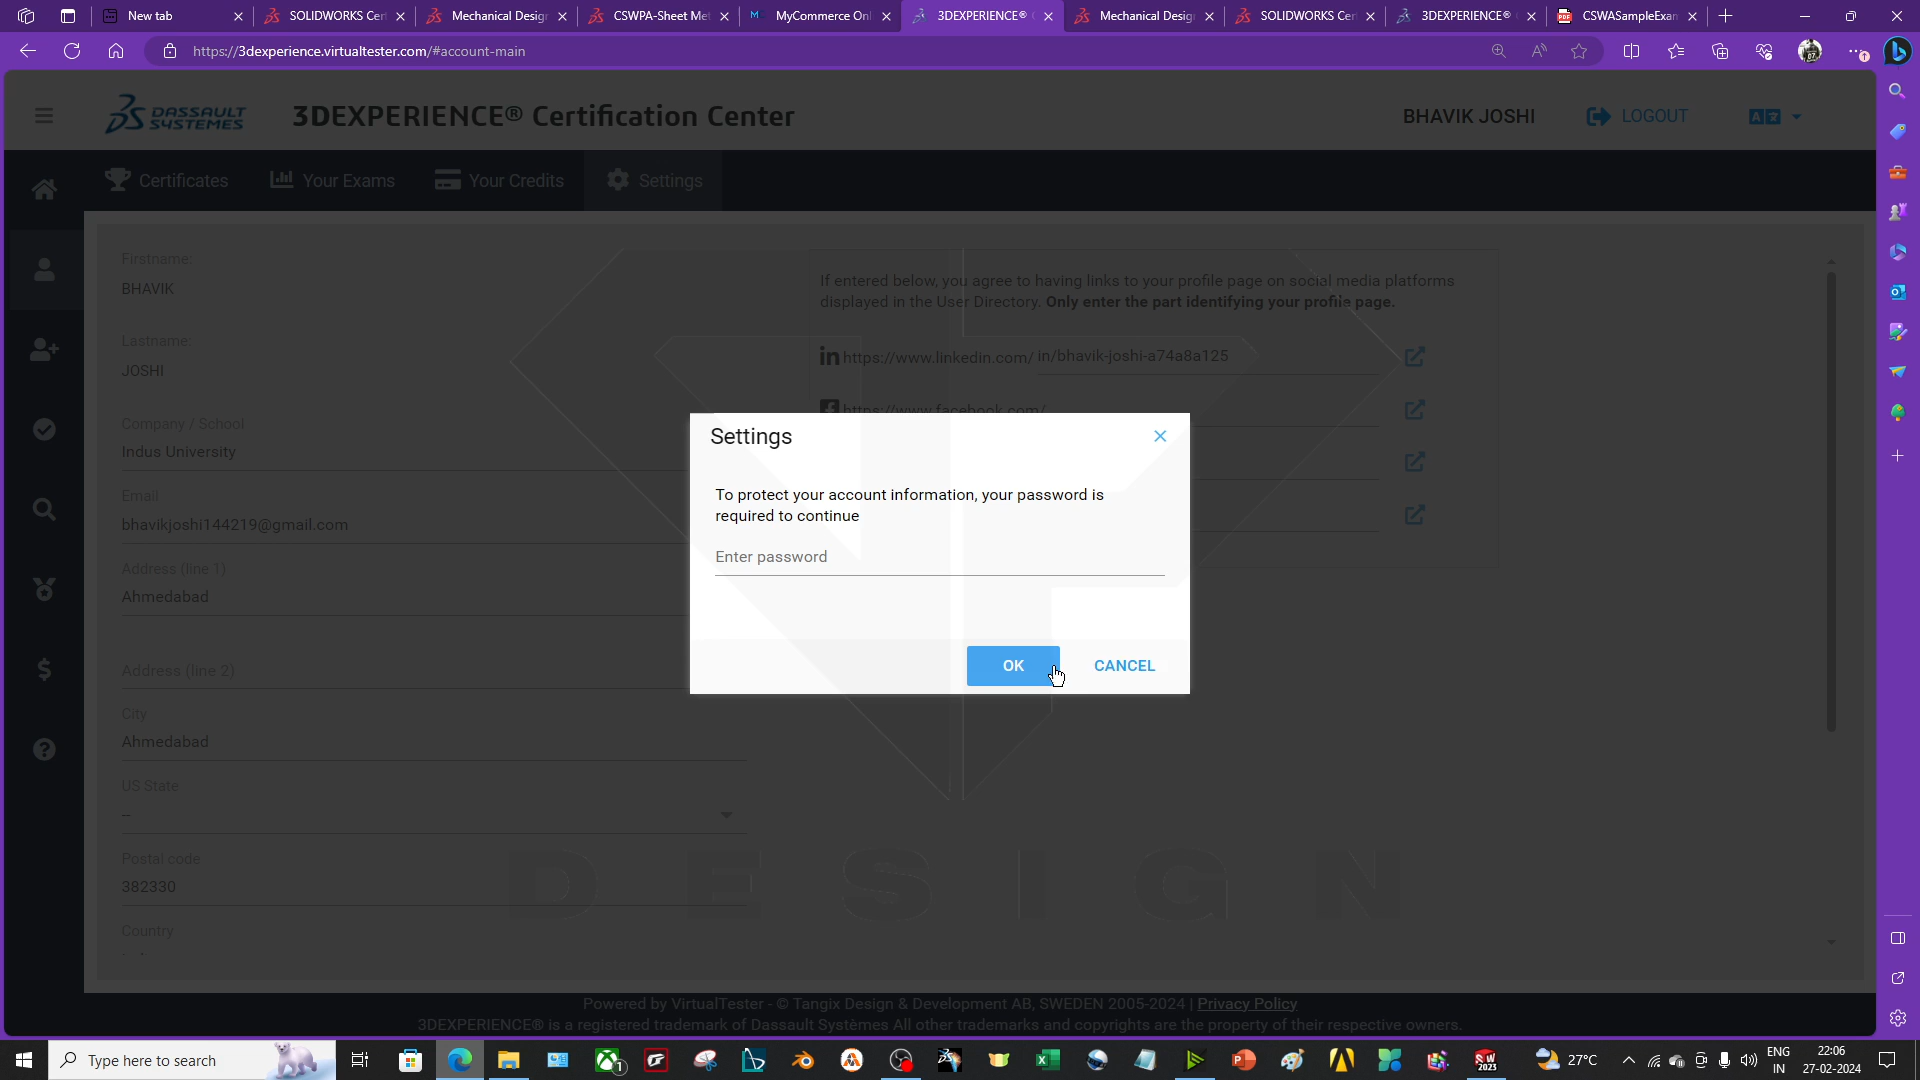 New tab
SOLIDWORKS Cer
Mechanical Desig
CSWPA-Sheet Me
MyCommerce Onl
3DEXPERIENCE®
Mechanical Desig
SOLIDWORKS Cer
3DEXPERIENCE®
CSWASampleExam
https://3dexperience.virtualtester.com/#account-main
DASSAULT SYSTEMES
3DEXPERIENCE® Certification Center
BHAVIK JOSHI
LOGOUT
Certificates
Your Exams
Your Credits
Settings
Firstname:
BHAVIK
Lastname:
JOSHI
Company / School
Indus University
Email
bhavikjoshi144219@gmail.com
Address (line 1)
Ahmedabad
Address (line 2)
City
Ahmedabad
US State
--
Postal code
382330
Country
If entered below, you agree to having links to your profile page on social media platforms
displayed in the User Directory. Only enter the part identifying your profile page.
https://www.linkedin.com/ in/bhavik-joshi-a74a8a125
https://www.facebook.com/
Settings
To protect your account information, your password is
required to continue
Enter password
OK
CANCEL
DESIGN
Powered by VirtualTester - © Tangix Design & Development AB, SWEDEN 2005-2024 | Privacy Policy
3DEXPERIENCE® is a registered trademark of Dassault Systèmes All other trademarks and copyrights are the property of their respective owners.
Type here to search
27°C
ENG
IN
22:06
27-02-2024